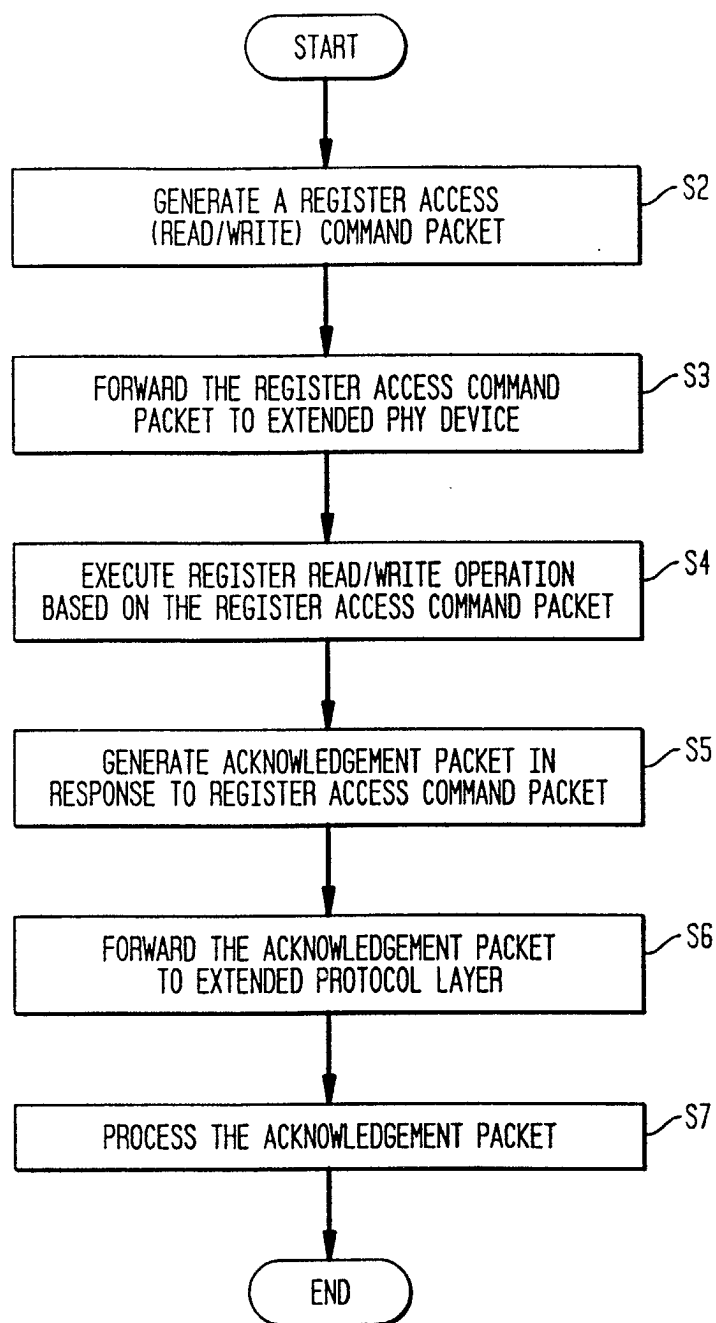 START
GENERATE A REGISTER ACCESS
(READ/WRITE) COMMAND PACKET
S2
FORWARD THE REGISTER ACCESS COMMAND
PACKET TO EXTENDED PHY DEVICE
S3
EXECUTE REGISTER READ/WRITE OPERATION
BASED ON THE REGISTER ACCESS COMMAND PACKET
S4
GENERATE ACKNOWLEDGEMENT PACKET IN
RESPONSE TO REGISTER ACCESS COMMAND PACKET
S5
FORWARD THE ACKNOWLEDGEMENT PACKET
TO EXTENDED PROTOCOL LAYER
S6
PROCESS THE ACKNOWLEDGEMENT PACKET
S7
END